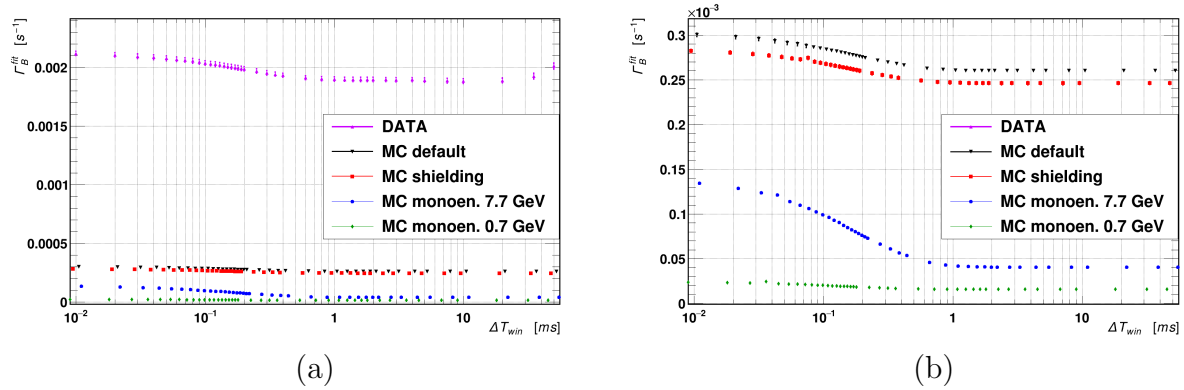 Γ_B^fit [s⁻¹]
0.002
0.0015
0.001
0.0005
0
10⁻²
10⁻¹
1
10
ΔT_win [ms]
DATA
MC default
MC shielding
MC monoen. 7.7 GeV
MC monoen. 0.7 GeV
(a)
×10⁻³
Γ_B^fit [s⁻¹]
0.3
0.25
0.2
0.15
0.1
0.05
0
10⁻²
10⁻¹
1
10
ΔT_win [ms]
DATA
MC default
MC shielding
MC monoen. 7.7 GeV
MC monoen. 0.7 GeV
(b)